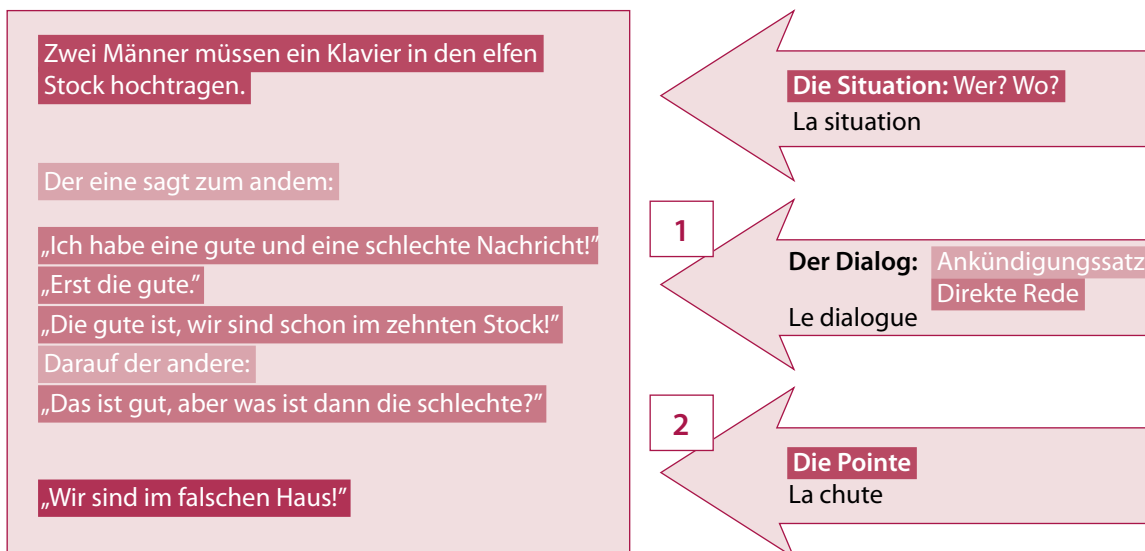 Zwei Männer müssen ein Klavier in den elfen
Stock hochtragen.
Der eine sagt zum andem:
„Ich habe eine gute und eine schlechte Nachricht!”
„Erst die gute.”
„Die gute ist, wir sind schon im zehnten Stock!”
Darauf der andere:
„Das ist gut, aber was ist dann die schlechte?”
„Wir sind im falschen Haus!”
Die Situation: Wer? Wo?
La situation
1
Der Dialog: Ankündigungssatz
Direkte Rede
Le dialogue
2
Die Pointe
La chute